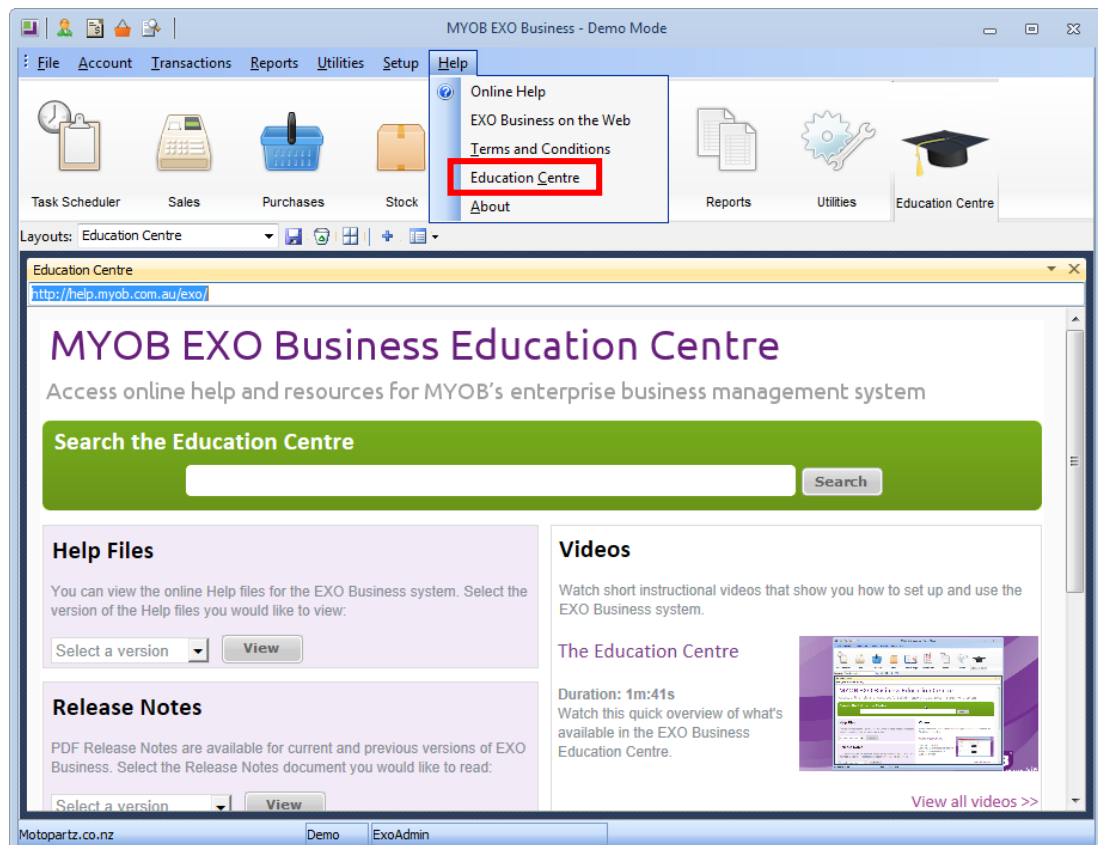 MYOB EXO Business - Demo Mode
File Account Transactions Reports Utilities Setup Help
Online Help
EXO Business on the Web
Terms and Conditions
Education Centre
About
Task Scheduler Sales Purchases Stock Reports Utilities Education Centre
Layouts: Education Centre
Education Centre
http://help.myob.com.au/exo/
MYOB EXO Business Education Centre
Access online help and resources for MYOB's enterprise business management system
Search the Education Centre
Search
Help Files
You can view the online Help files for the EXO Business system. Select the
version of the Help files you would like to view:
Select a version View
Release Notes
PDF Release Notes are available for current and previous versions of EXO
Business. Select the Release Notes document you would like to read:
Select a version View
Videos
Watch short instructional videos that show you how to set up and use the
EXO Business system.
The Education Centre
Duration: 1m:41s
Watch this quick overview of what's
available in the EXO Business
Education Centre.
View all videos >>
Motopartz.co.nz Demo ExoAdmin